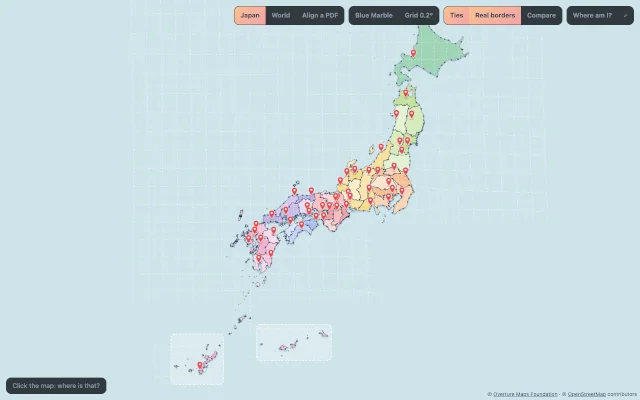 Japan World Align a PDF Blue Marble Grid 0.2° Ties Real borders Compare Where am I?
Click the map: where is that?
© Overture Maps Foundation · © OpenStreetMap contributors